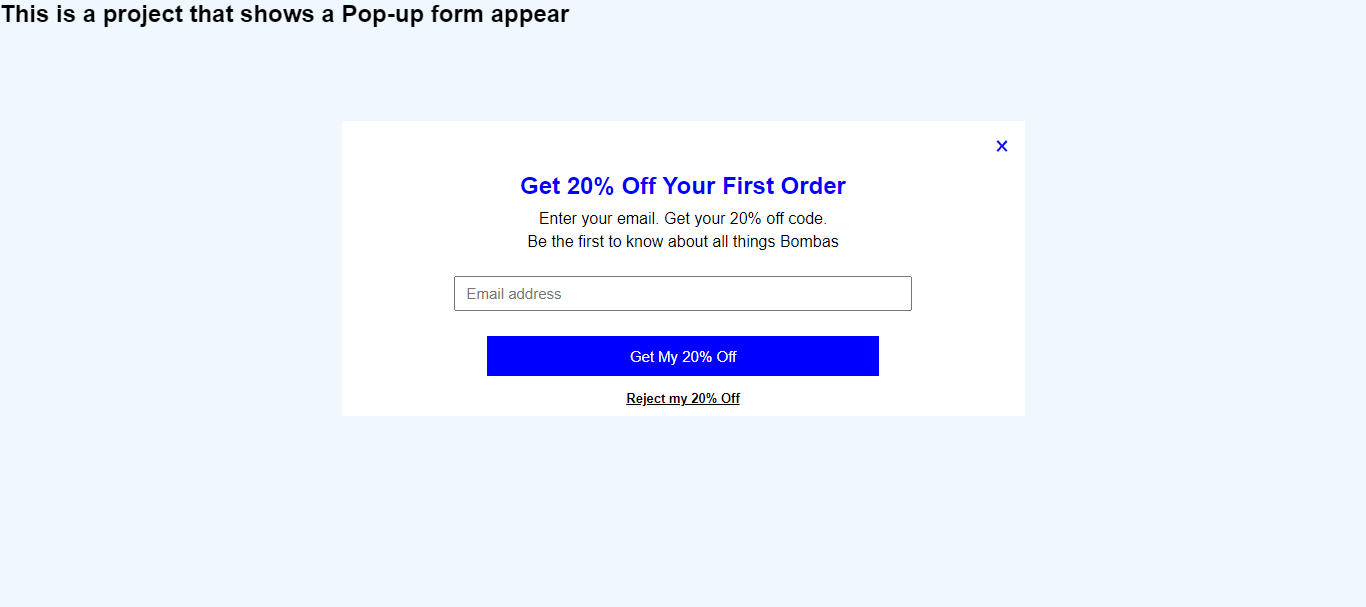 This is a project that shows a Pop-up form appear
×
Get 20% Off Your First Order
Enter your email. Get your 20% off code.
Be the first to know about all things Bombas
Email address
Get My 20% Off
Reject my 20% Off